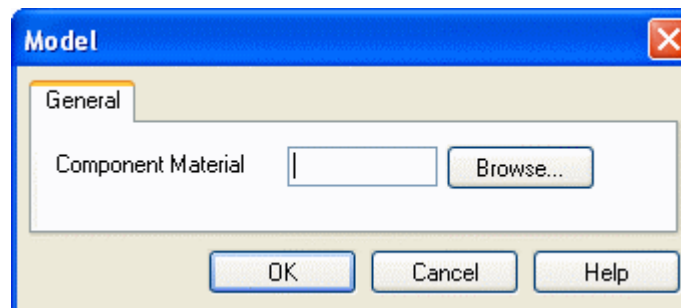 Model
General
Component Material
Browse...
OK Cancel Help